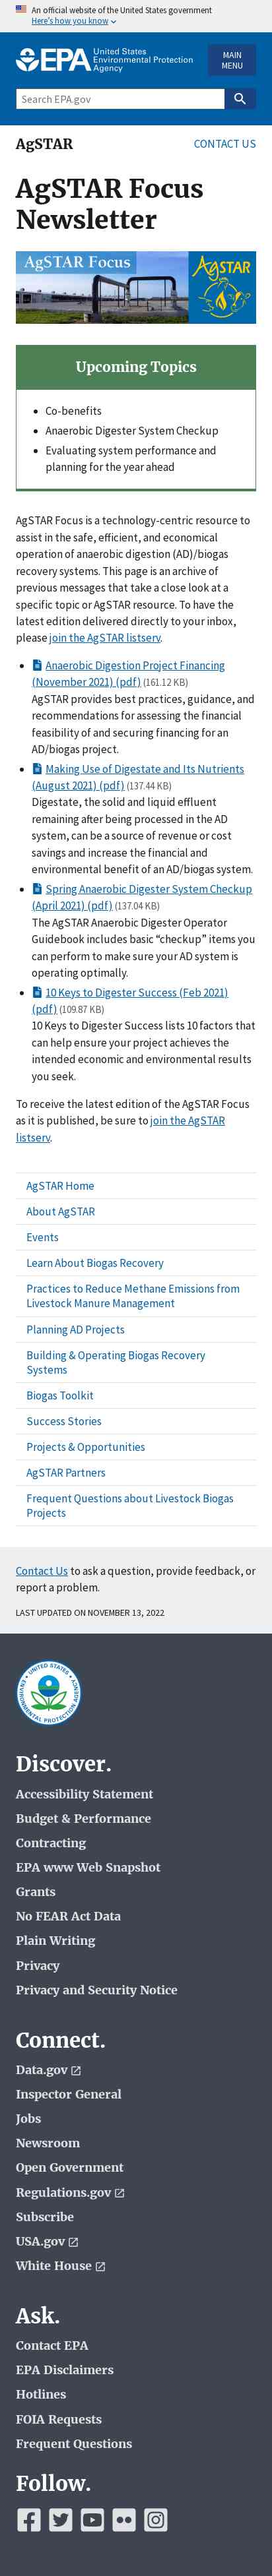 An official website of the United States government
Here's how you know
EPA United States
Environmental Protection
Agency
MAIN
MENU
Search EPA.gov
AgSTAR
CONTACT US
AgSTAR Focus
Newsletter
AgSTAR Focus
AgSTAR
Upcoming Topics
• Co-benefits
• Anaerobic Digester System Checkup
• Evaluating system performance and
planning for the year ahead
AgSTAR Focus is a technology-centric resource to
assist in the safe, efficient, and economical
operation of anaerobic digestion (AD)/biogas
recovery systems. This page is an archive of
previous messages that take a close look at a
specific topic or AgSTAR resource. To have the
latest edition delivered directly to your inbox,
please join the AgSTAR listserv.
• Anaerobic Digestion Project Financing
(November 2021) (pdf) (161.12 KB)
AgSTAR provides best practices, guidance, and
recommendations for assessing the financial
feasibility of and securing financing for an
AD/biogas project.
• Making Use of Digestate and Its Nutrients
(August 2021) (pdf) (137.44 KB)
Digestate, the solid and liquid effluent
remaining after being processed in the AD
system, can be a source of revenue or cost
savings and increase the financial and
environmental benefit of an AD/biogas system.
• Spring Anaerobic Digester System Checkup
(April 2021) (pdf) (137.04 KB)
The AgSTAR Anaerobic Digester Operator
Guidebook includes basic “checkup” items you
can perform to make sure your AD system is
operating optimally.
• 10 Keys to Digester Success (Feb 2021)
(pdf) (109.87 KB)
10 Keys to Digester Success lists 10 factors that
can help ensure your project achieves the
intended economic and environmental results
you seek.
To receive the latest edition of the AgSTAR Focus
as it is published, be sure to join the AgSTAR
listserv.
AgSTAR Home
About AgSTAR
Events
Learn About Biogas Recovery
Practices to Reduce Methane Emissions from
Livestock Manure Management
Planning AD Projects
Building & Operating Biogas Recovery
Systems
Biogas Toolkit
Success Stories
Projects & Opportunities
AgSTAR Partners
Frequent Questions about Livestock Biogas
Projects
Contact Us to ask a question, provide feedback, or
report a problem.
LAST UPDATED ON NOVEMBER 13, 2022
UNITED STATES
ENVIRONMENTAL PROTECTION AGENCY
Discover.
Accessibility Statement
Budget & Performance
Contracting
EPA www Web Snapshot
Grants
No FEAR Act Data
Plain Writing
Privacy
Privacy and Security Notice
Connect.
Data.gov
Inspector General
Jobs
Newsroom
Open Government
Regulations.gov
Subscribe
USA.gov
White House
Ask.
Contact EPA
EPA Disclaimers
Hotlines
FOIA Requests
Frequent Questions
Follow.